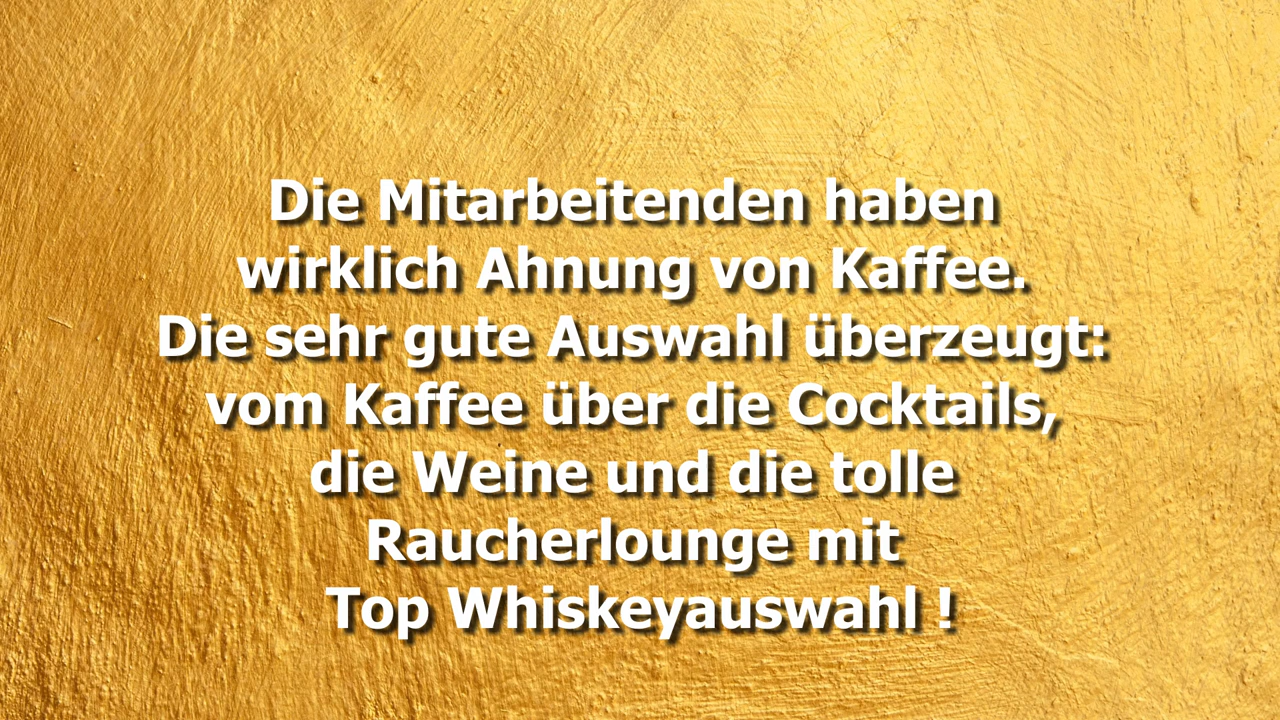 Die Mitarbeitenden haben
wirklich Ahnung von Kaffee.
Die sehr gute Auswahl überzeugt:
vom Kaffee über die Cocktails,
die Weine und die tolle
Raucherlounge mit
Top Whiskeyauswahl !